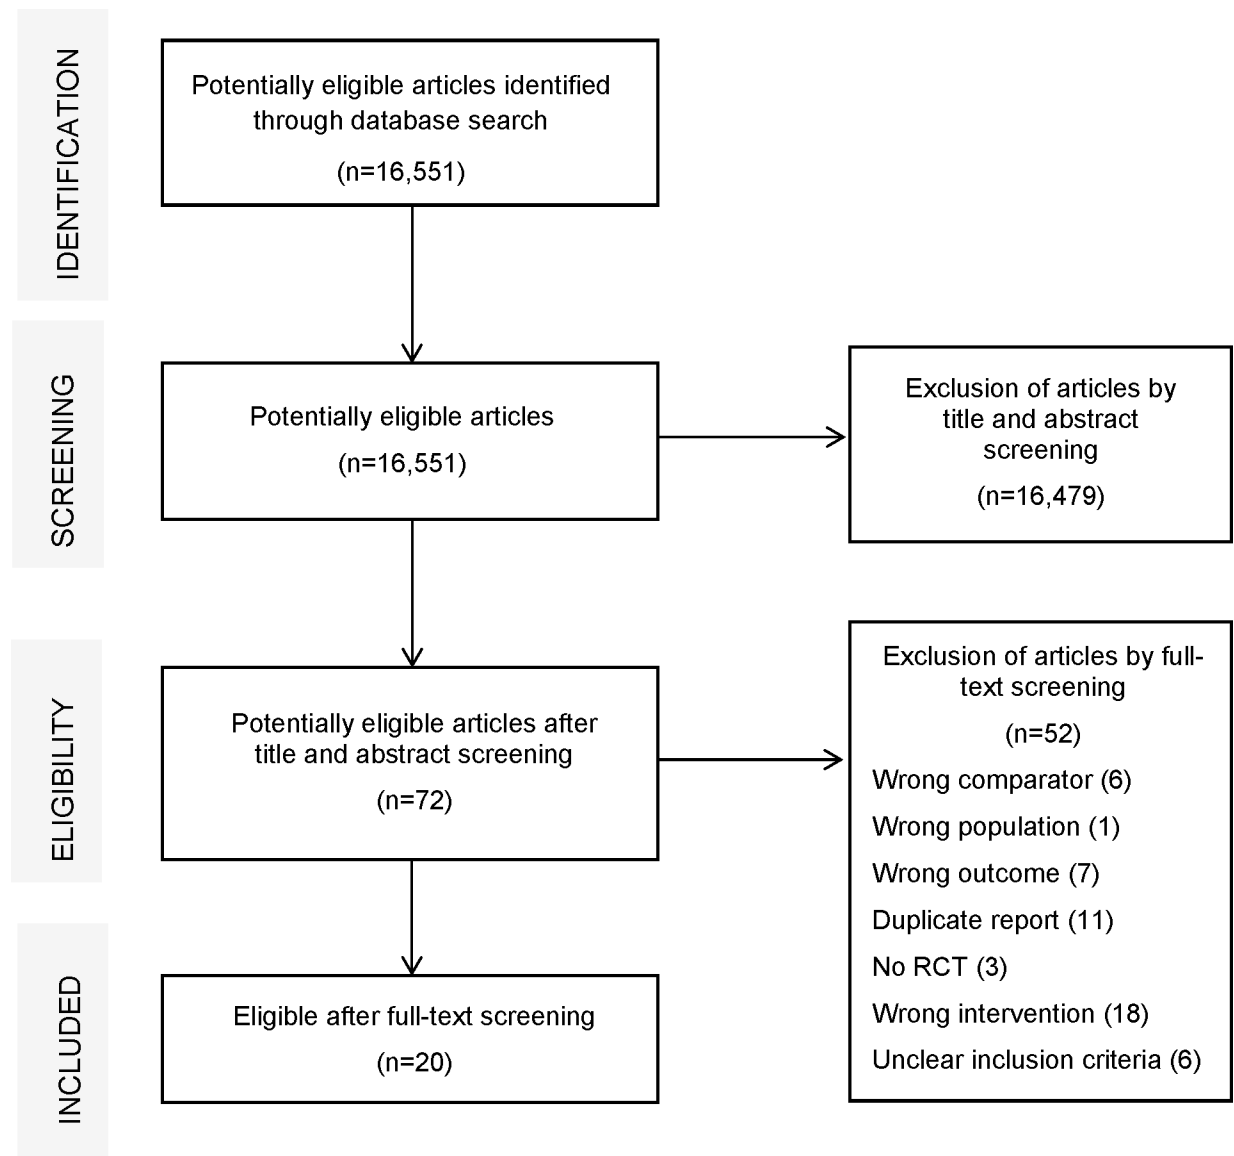 IDENTIFICATION
Potentially eligible articles identified
through database search
(n=16,551)
SCREENING
Potentially eligible articles
(n=16,551)
Exclusion of articles by
title and abstract
screening
(n=16,479)
ELIGIBILITY
Potentially eligible articles after
title and abstract screening
(n=72)
Exclusion of articles by full-
text screening
(n=52)
Wrong comparator (6)
Wrong population (1)
Wrong outcome (7)
Duplicate report (11)
No RCT (3)
Wrong intervention (18)
Unclear inclusion criteria (6)
INCLUDED
Eligible after full-text screening
(n=20)